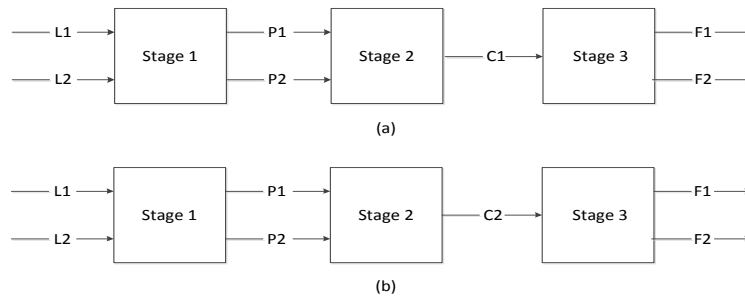 L1 P1 F1
Stage 1 Stage 2 C1 Stage 3
L2 P2 F2
(a)
L1 P1 F1
Stage 1 Stage 2 C2 Stage 3
L2 P2 F2
(b)